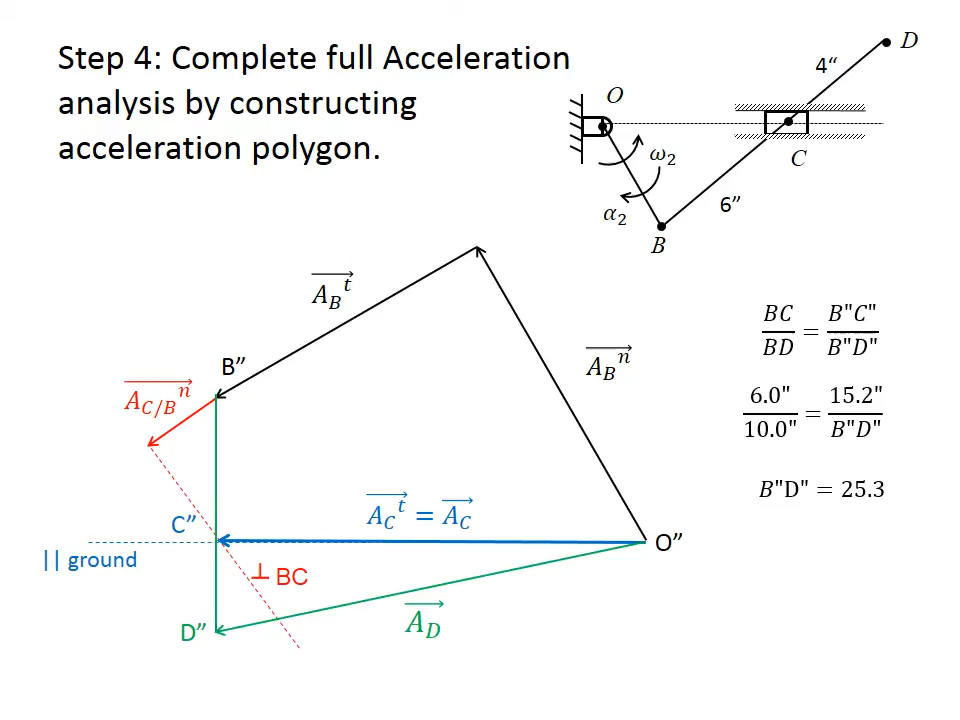 Step 4: Complete full Acceleration
analysis by constructing
acceleration polygon.
D
4“
O
ω₂
C
6”
α₂
B
A_B^t
A_B^n
B”
A_{C/B}^n
BC/BD = B"C"/B"D"
6.0"/10.0" = 15.2"/B"D"
B"D" = 25.3
A_C^t = A_C
C”
O”
|| ground
⊥ BC
A_D
D”